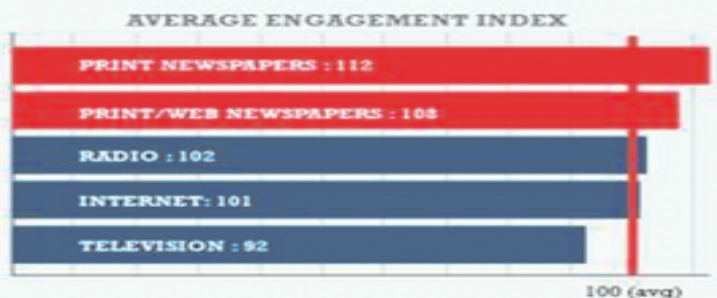 AVERAGE ENGAGEMENT INDEX
PRINT NEWSPAPERS : 112
PRINT/WEB NEWSPAPERS : 108
RADIO : 102
INTERNET: 101
TELEVISION : 92
100 (avg)